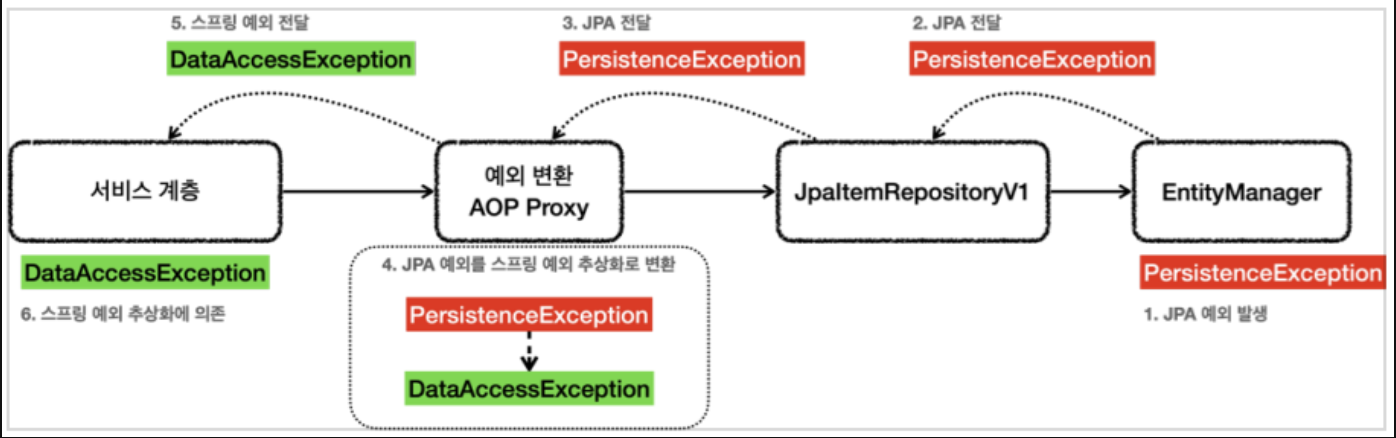 5. 스프링 예외 전달
DataAccessException
3. JPA 전달
PersistenceException
2. JPA 전달
PersistenceException
서비스 계층
예외 변환
AOP Proxy
JpaItemRepositoryV1
EntityManager
DataAccessException
6. 스프링 예외 추상화에 의존
4. JPA 예외를 스프링 예외 추상화로 변환
PersistenceException
DataAccessException
PersistenceException
1. JPA 예외 발생